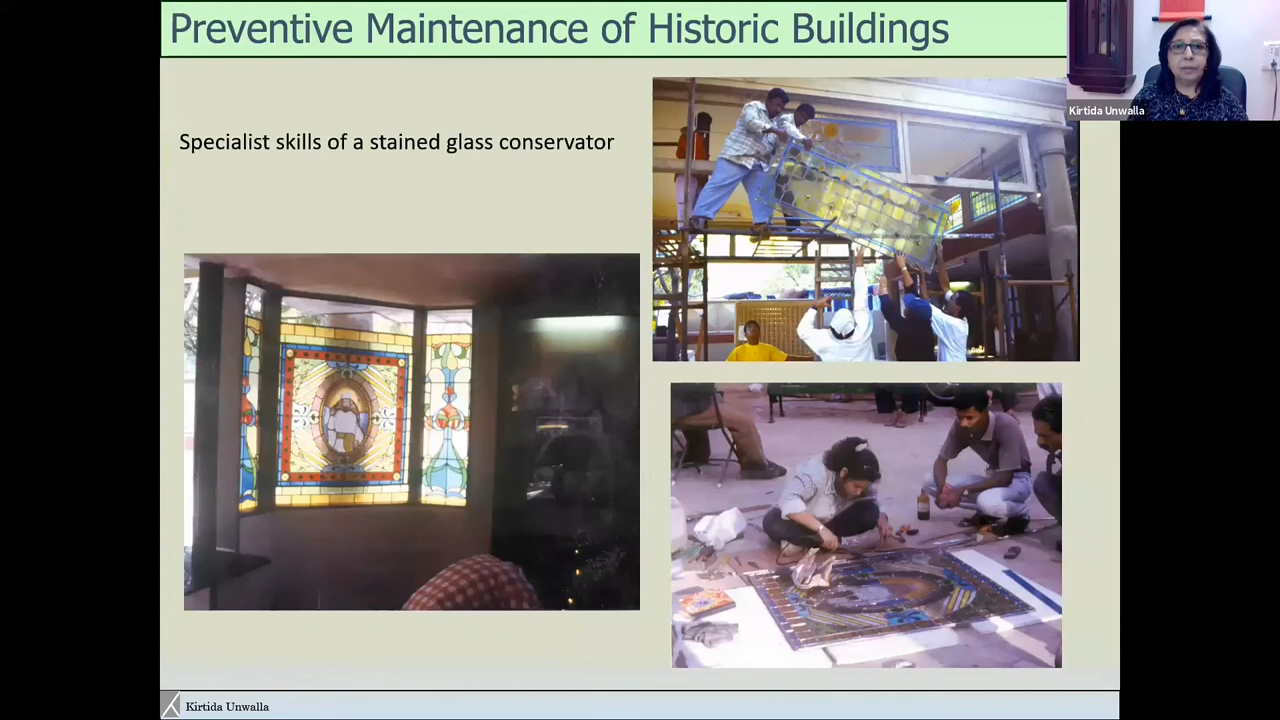 Preventive Maintenance of Historic Buildings
Kirtida Unwalla
Specialist skills of a stained glass conservator
Kirtida Unwalla